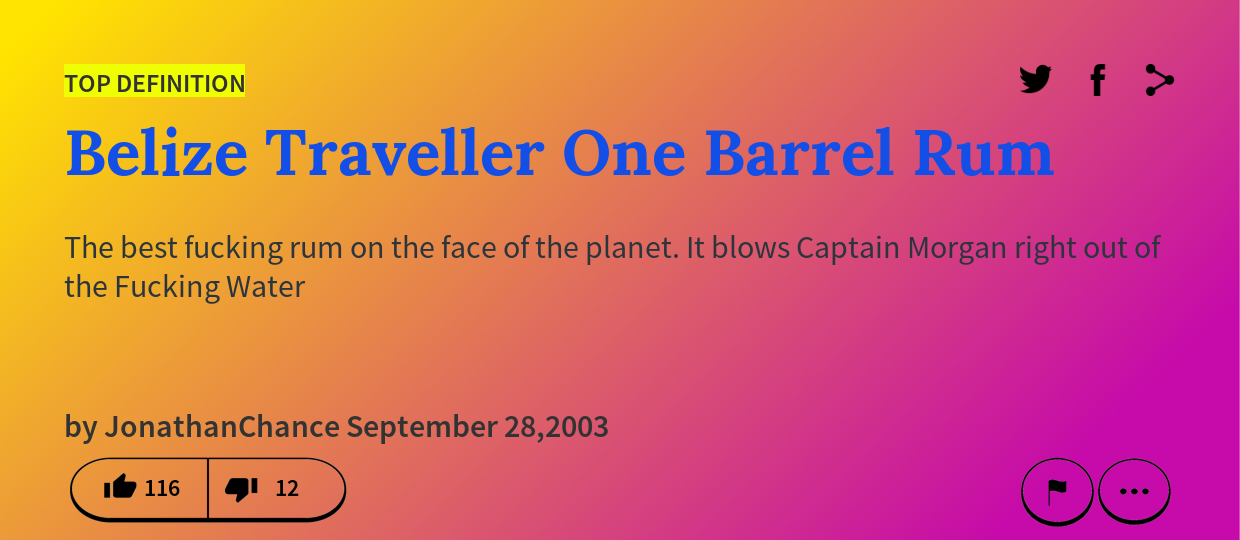 TOP DEFINITION
Belize Traveller One Barrel Rum
The best fucking rum on the face of the planet. It blows Captain Morgan right out of
the Fucking Water
by JonathanChance September 28,2003
116 12